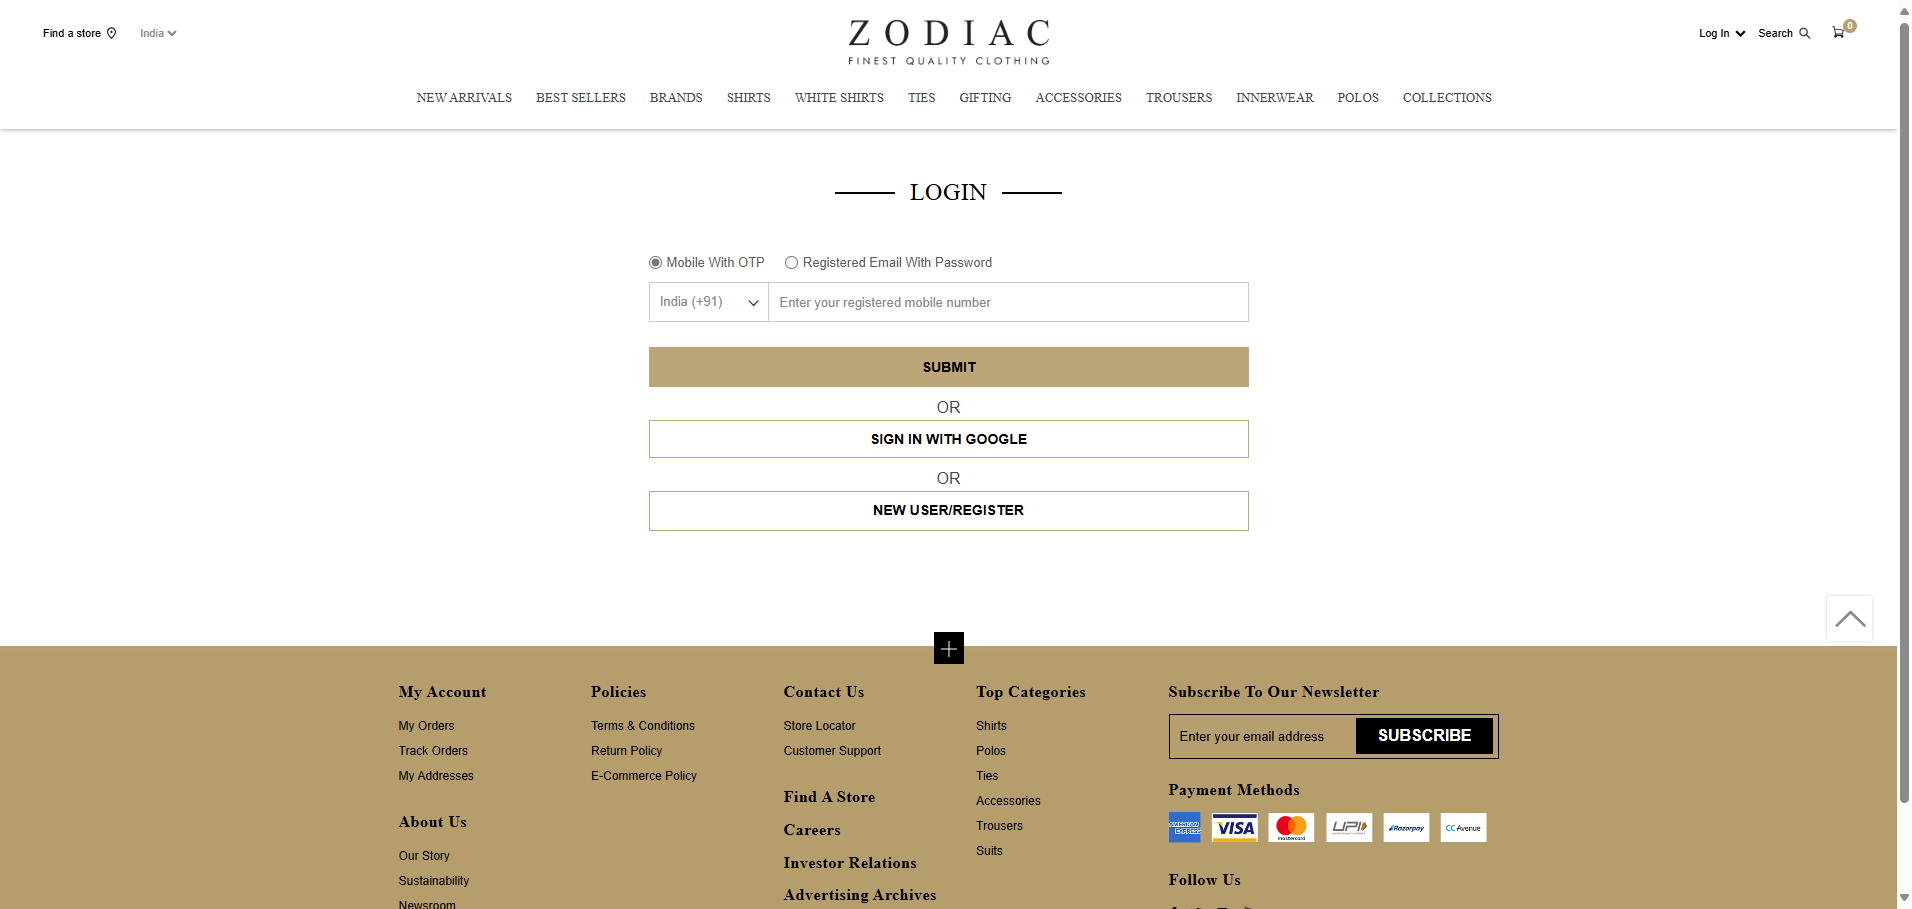 Find a store
India
ZODIAC
FINEST QUALITY CLOTHING
Log In
Search
0
NEW ARRIVALS
BEST SELLERS
BRANDS
SHIRTS
WHITE SHIRTS
TIES
GIFTING
ACCESSORIES
TROUSERS
INNERWEAR
POLOS
COLLECTIONS
LOGIN
Mobile With OTP
Registered Email With Password
India (+91)
Enter your registered mobile number
SUBMIT
OR
SIGN IN WITH GOOGLE
OR
NEW USER/REGISTER
My Account
My Orders
Track Orders
My Addresses
About Us
Our Story
Sustainability
Newsroom
Policies
Terms & Conditions
Return Policy
E-Commerce Policy
Contact Us
Store Locator
Customer Support
Find A Store
Careers
Investor Relations
Advertising Archives
Top Categories
Shirts
Polos
Ties
Accessories
Trousers
Suits
Subscribe To Our Newsletter
Enter your email address
SUBSCRIBE
Payment Methods
AMERICAN
EXPRESS
VISA
mastercard
UPI
Razorpay
CCAvenue
Follow Us